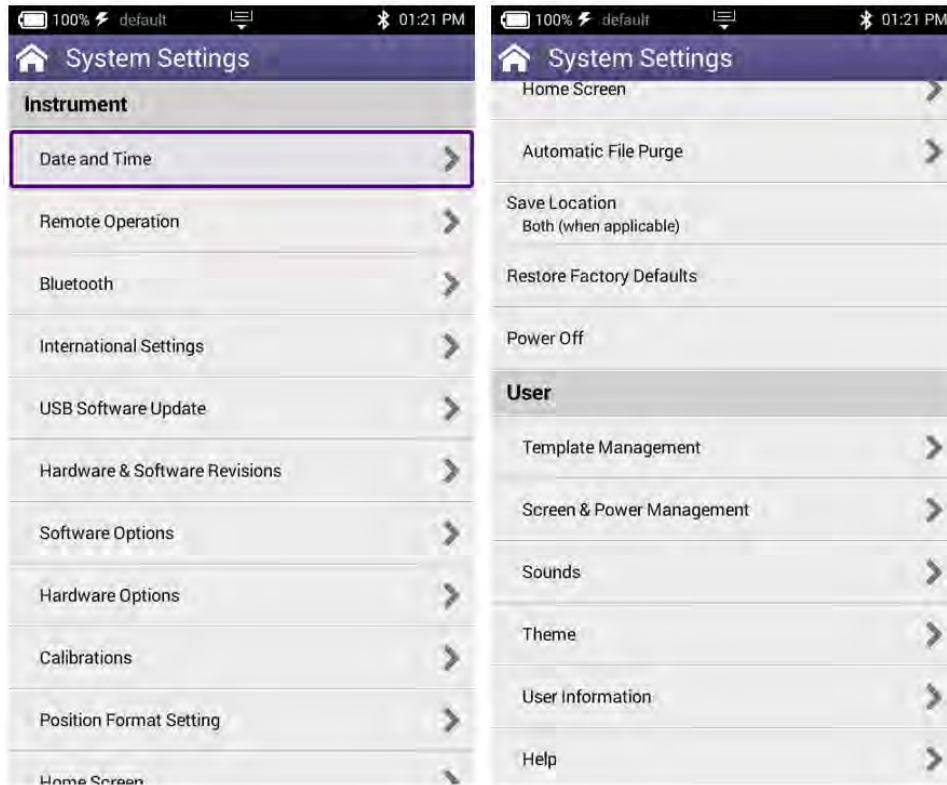 100% default 01:21 PM
System Settings
Instrument
Date and Time
Remote Operation
Bluetooth
International Settings
USB Software Update
Hardware & Software Revisions
Software Options
Hardware Options
Calibrations
Position Format Setting
Home Screen
100% default 01:21 PM
System Settings
Home Screen
Automatic File Purge
Save Location
Both (when applicable)
Restore Factory Defaults
Power Off
User
Template Management
Screen & Power Management
Sounds
Theme
User Information
Help